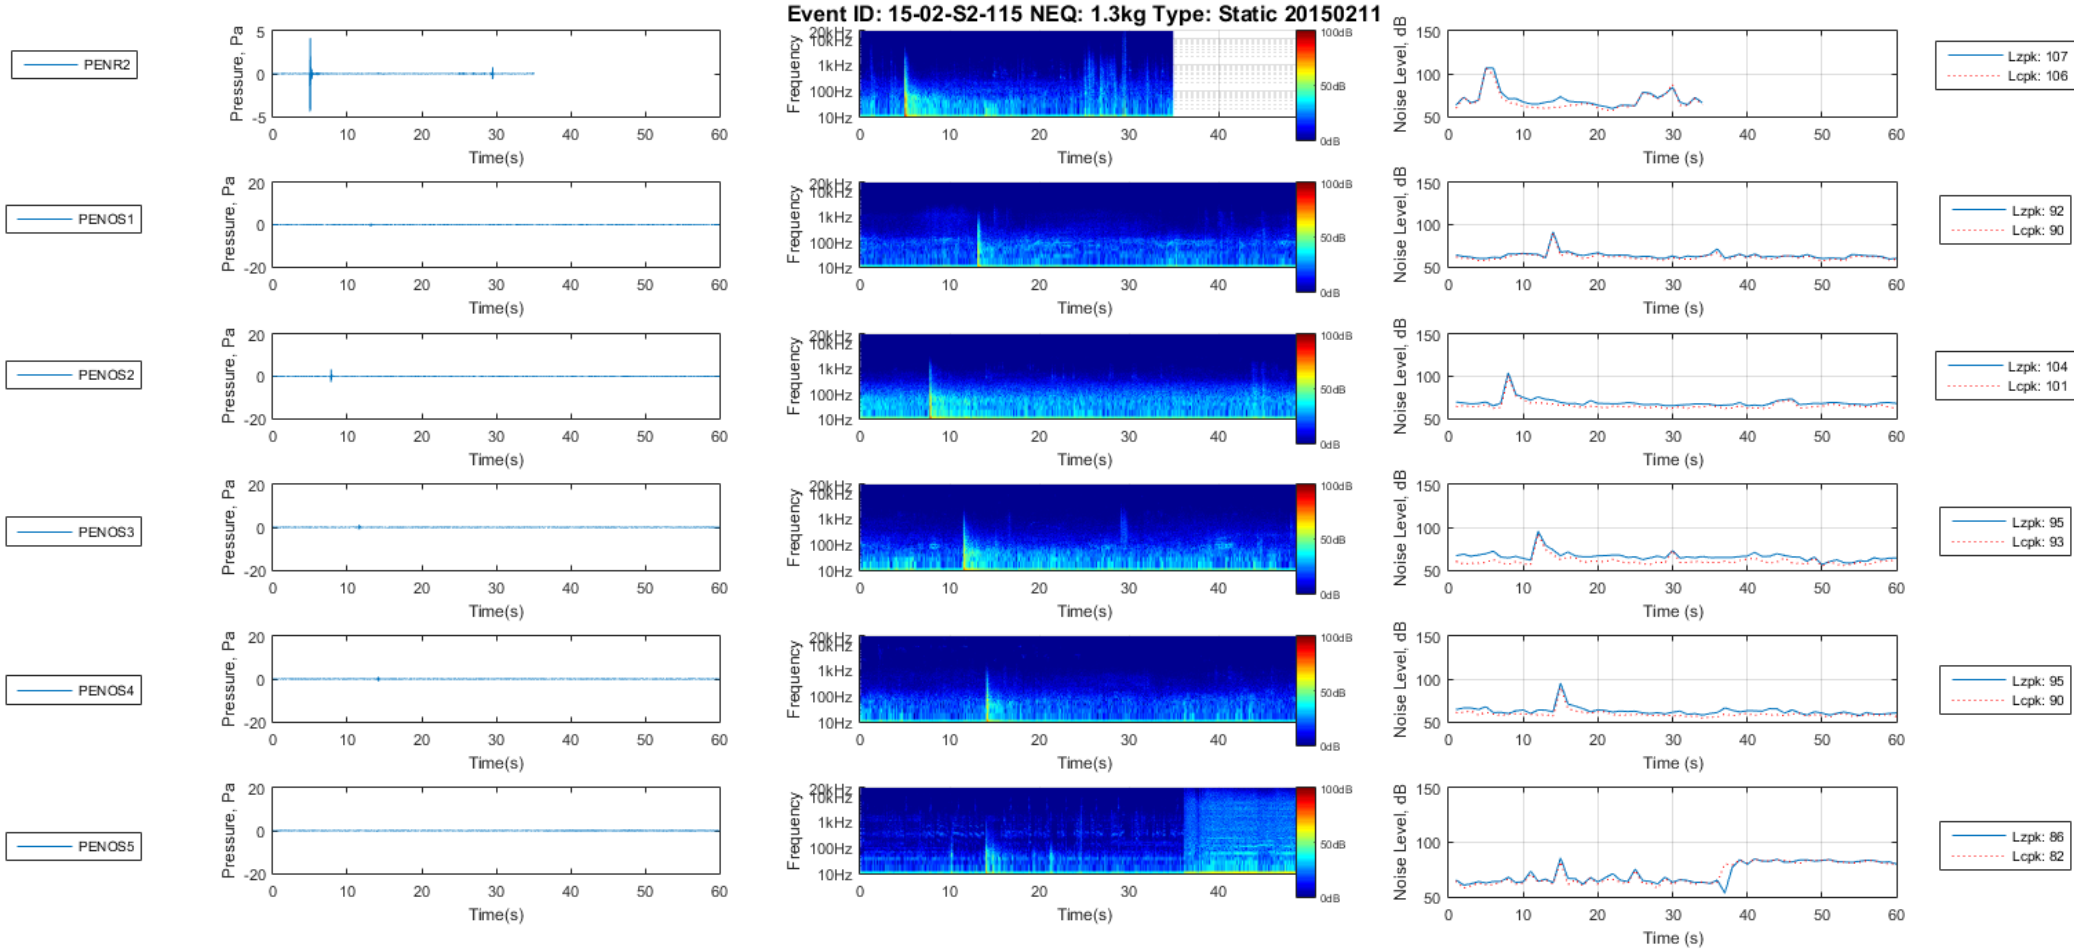 Event ID: 15-02-S2-115 NEQ: 1.3kg Type: Static 20150211
PENR2
Pressure, Pa
5
0
-5
0 10 20 30 40 50 60
Time(s)
Frequency
20kHz
10kHz
1kHz
100Hz
10Hz
0 10 20 30 40
Time(s)
100dB
50dB
0dB
Noise Level, dB
150
100
50
0 10 20 30 40 50 60
Time (s)
Lzpk: 107
Lcpk: 106
PENOS1
Pressure, Pa
20
0
-20
0 10 20 30 40 50 60
Time(s)
Frequency
20kHz
10kHz
1kHz
100Hz
10Hz
0 10 20 30 40
Time(s)
100dB
50dB
0dB
Noise Level, dB
150
100
50
0 10 20 30 40 50 60
Time (s)
Lzpk: 92
Lcpk: 90
PENOS2
Pressure, Pa
20
0
-20
0 10 20 30 40 50 60
Time(s)
Frequency
20kHz
10kHz
1kHz
100Hz
10Hz
0 10 20 30 40
Time(s)
100dB
50dB
0dB
Noise Level, dB
150
100
50
0 10 20 30 40 50 60
Time (s)
Lzpk: 104
Lcpk: 101
PENOS3
Pressure, Pa
20
0
-20
0 10 20 30 40 50 60
Time(s)
Frequency
20kHz
10kHz
1kHz
100Hz
10Hz
0 10 20 30 40
Time(s)
100dB
50dB
0dB
Noise Level, dB
150
100
50
0 10 20 30 40 50 60
Time (s)
Lzpk: 95
Lcpk: 93
PENOS4
Pressure, Pa
20
0
-20
0 10 20 30 40 50 60
Time(s)
Frequency
20kHz
10kHz
1kHz
100Hz
10Hz
0 10 20 30 40
Time(s)
100dB
50dB
0dB
Noise Level, dB
150
100
50
0 10 20 30 40 50 60
Time (s)
Lzpk: 95
Lcpk: 90
PENOS5
Pressure, Pa
20
0
-20
0 10 20 30 40 50 60
Time(s)
Frequency
20kHz
10kHz
1kHz
100Hz
10Hz
0 10 20 30 40
Time(s)
100dB
50dB
0dB
Noise Level, dB
150
100
50
0 10 20 30 40 50 60
Time (s)
Lzpk: 86
Lcpk: 82